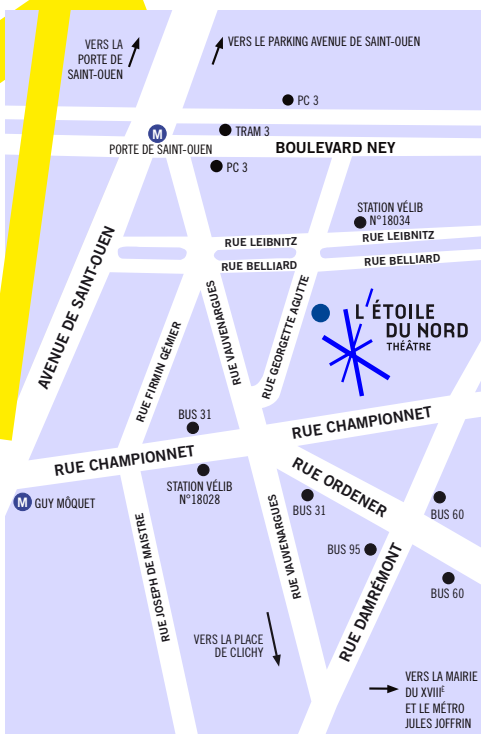 VERS LA
PORTE DE
SAINT-OUEN
VERS LE PARKING AVENUE DE SAINT-OUEN
PC 3
M
TRAM 3
PORTE DE SAINT-OUEN
BOULEVARD NEY
PC 3
STATION VÉLIB
N°18034
RUE LEIBNITZ
RUE LEIBNITZ
RUE BELLIARD
RUE BELLIARD
AVENUE DE SAINT-OUEN
RUE VAUVENARGUES
RUE GEORGETTE AGUTTE
RUE FIRMIN GÉMIER
L'ÉTOILE
DU NORD
THÉÂTRE
BUS 31
RUE CHAMPIONNET
RUE CHAMPIONNET
STATION VÉLIB
N°18028
M GUY MÔQUET
RUE ORDENER
BUS 31
BUS 60
RUE JOSEPH DE MAISTRE
RUE VAUVENARGUES
BUS 95
RUE DAMRÉMONT
BUS 60
VERS LA PLACE
DE CLICHY
VERS LA MAIRIE
DU XVIIIÈ
ET LE MÉTRO
JULES JOFFRIN